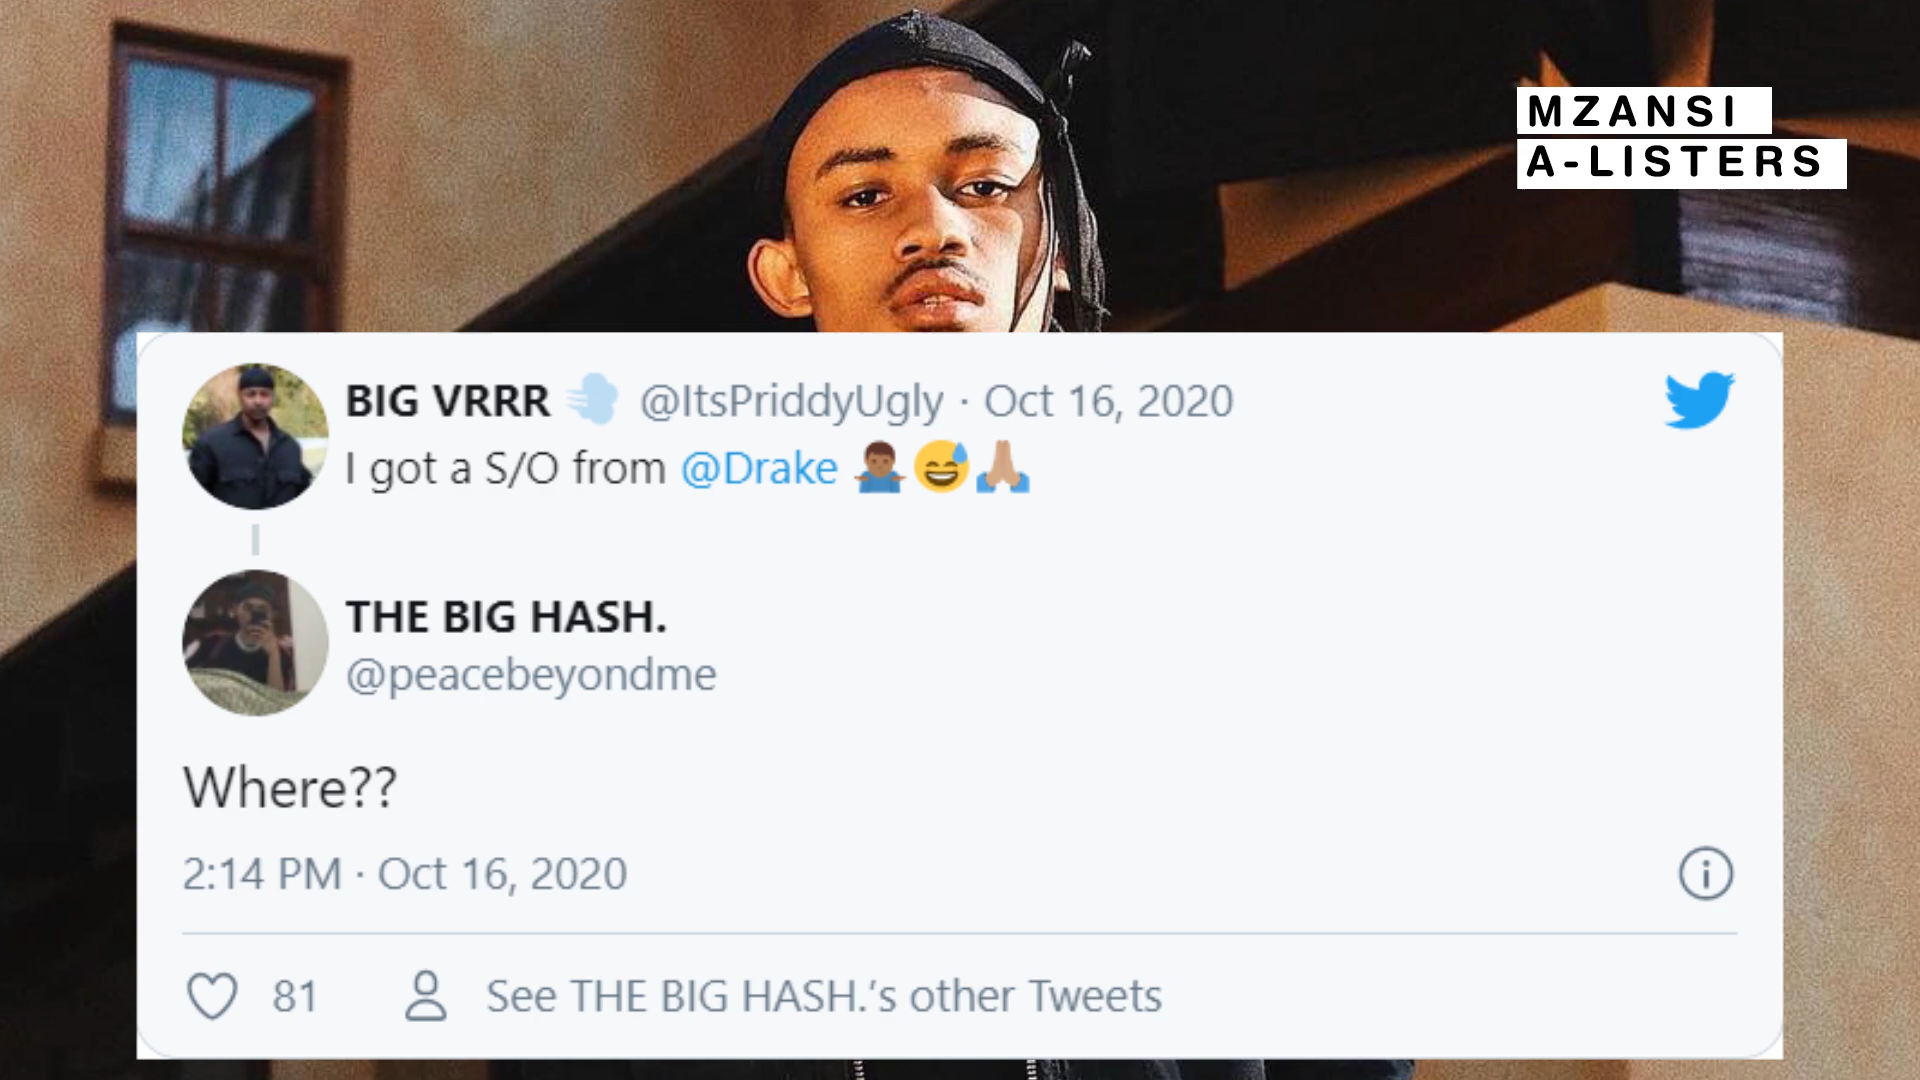 MZANSI
A-LISTERS
BIG VRRR 💨 @ItsPriddyUgly · Oct 16, 2020
I got a S/O from @Drake 🤷🏾‍♂️😅🙏🏽
THE BIG HASH.
@peacebeyondme
Where??
2:14 PM · Oct 16, 2020
81 See THE BIG HASH.'s other Tweets